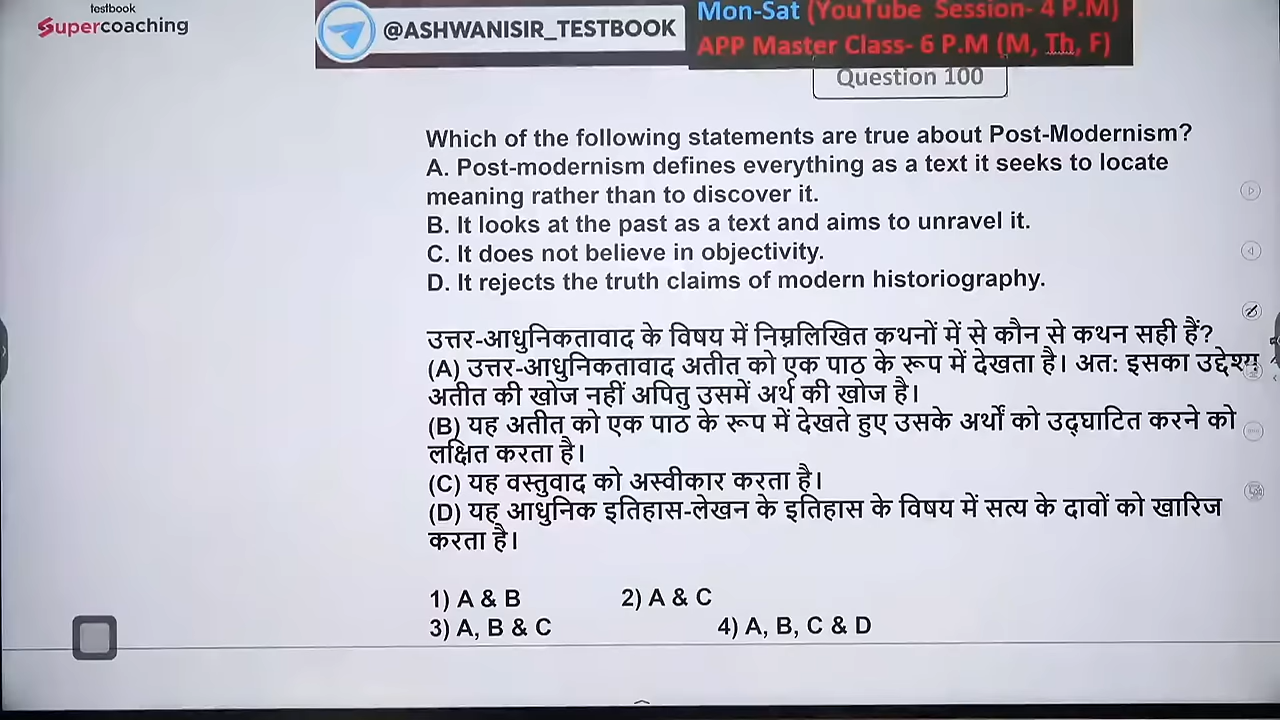 testbook
Supercoaching
@ASHWANISIR_TESTBOOK
Mon-Sat (YouTube Session- 4 P.M)
APP Master Class- 6 P.M (M, Th, F)
Question 100
Which of the following statements are true about Post-Modernism?
A. Post-modernism defines everything as a text it seeks to locate
meaning rather than to discover it.
B. It looks at the past as a text and aims to unravel it.
C. It does not believe in objectivity.
D. It rejects the truth claims of modern historiography.
उत्तर-आधुनिकतावाद के विषय में निम्नलिखित कथनों में से कौन से कथन सही हैं?
(A) उत्तर-आधुनिकतावाद अतीत को एक पाठ के रूप में देखता है। अत: इसका उद्देश्य
अतीत की खोज नहीं अपितु उसमें अर्थ की खोज है।
(B) यह अतीत को एक पाठ के रूप में देखते हुए उसके अर्थों को उद्घाटित करने को
लक्षित करता है।
(C) यह वस्तुवाद को अस्वीकार करता है।
(D) यह आधुनिक इतिहास-लेखन के इतिहास के विषय में सत्य के दावों को खारिज
करता है।
1) A & B 2) A & C
3) A, B & C 4) A, B, C & D